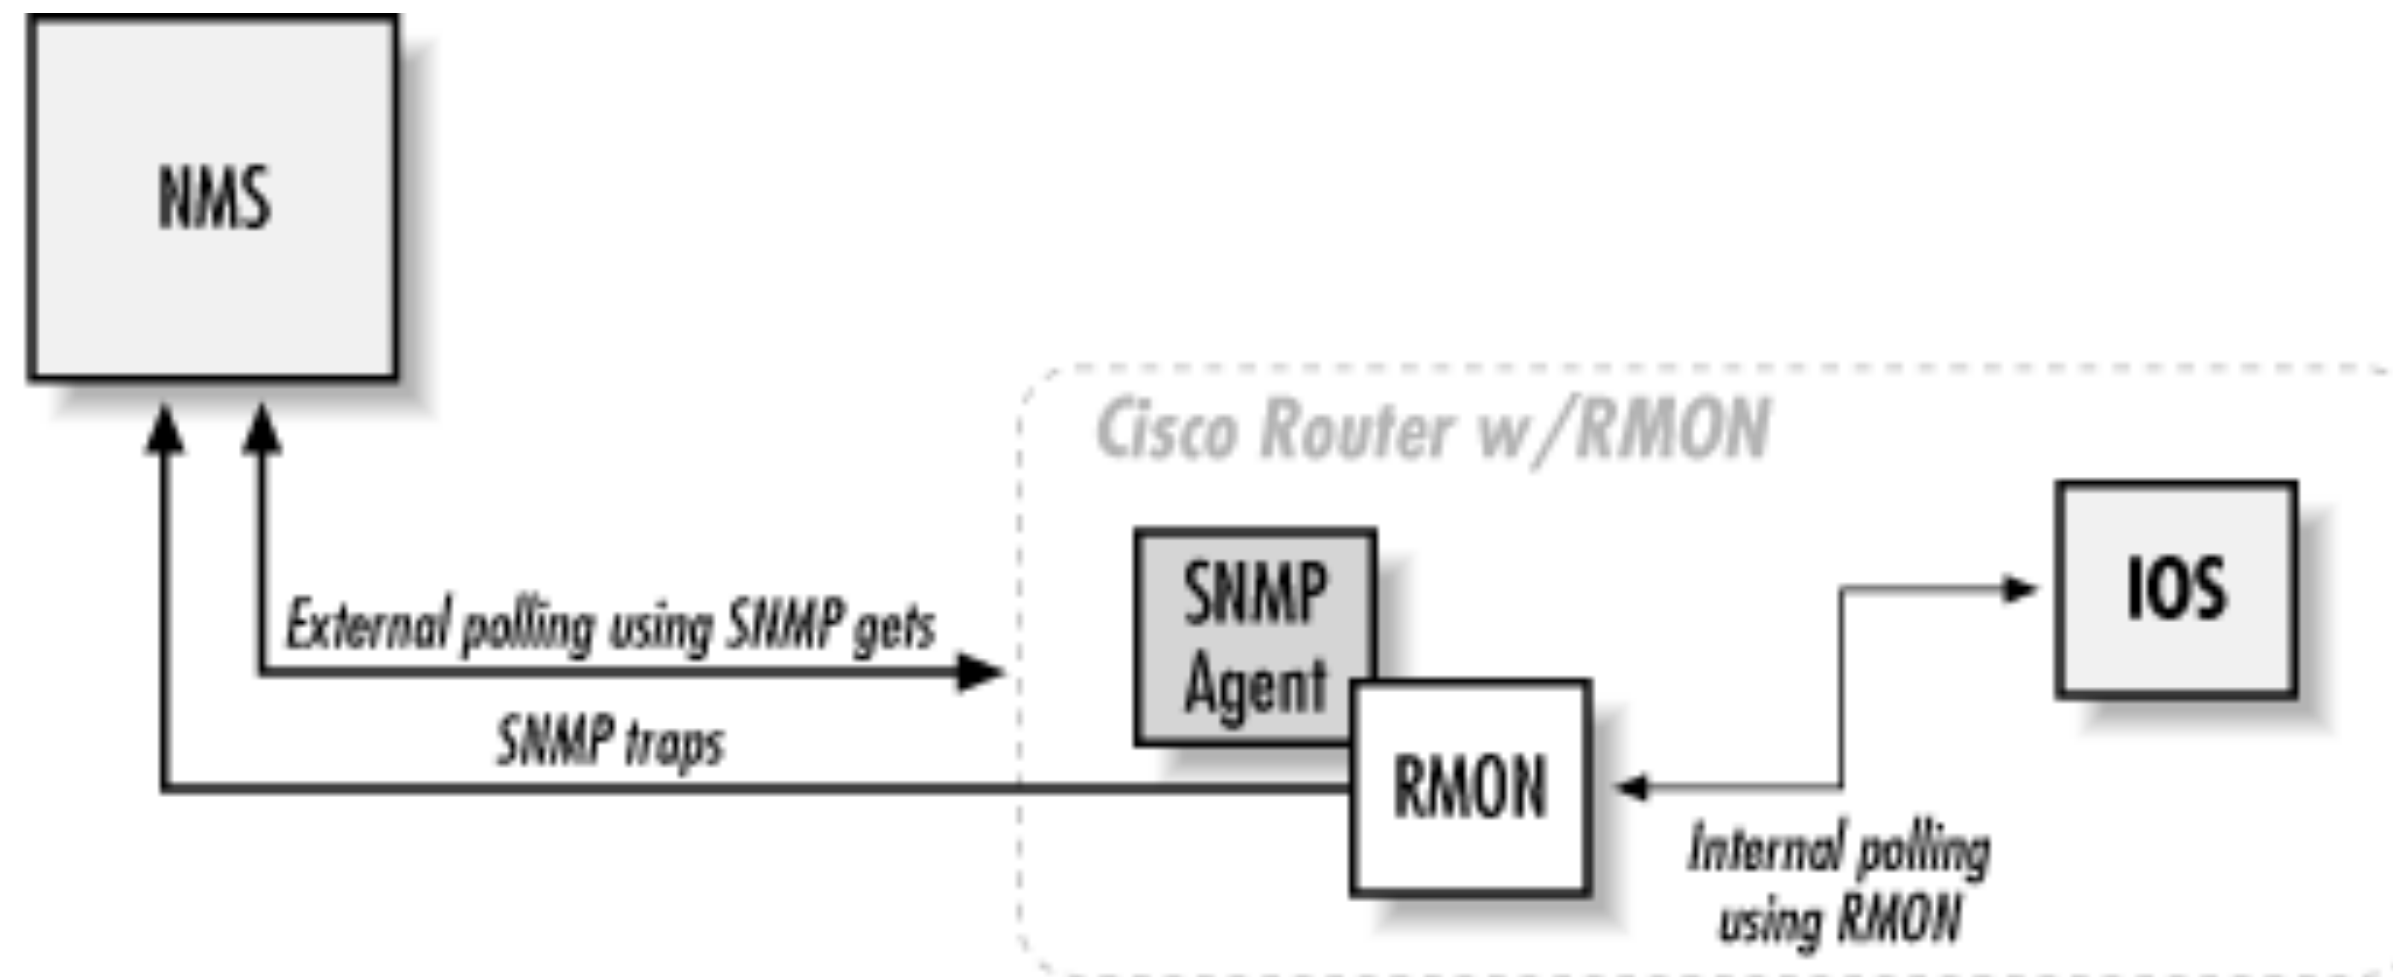 NMS
Cisco Router w/RMON
External polling using SNMP gets
SNMP traps
SNMP
Agent
RMON
IOS
Internal polling
using RMON